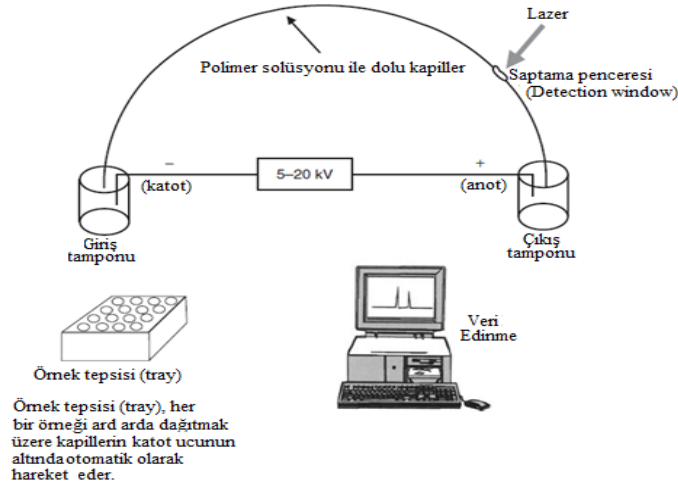 Lazer
Polimer solüsyonu ile dolu kapiller
Saptama penceresi
(Detection window)
–
+
(katot)
5–20 kV
(anot)
Giriş
tamponu
Çıkış
tamponu
Veri
Edinme
Örnek tepsisi (tray)
Örnek tepsisi (tray), her
bir örneği ard arda dağıtmak
üzere kapillerin katot ucunun
altında otomatik olarak
hareket eder.